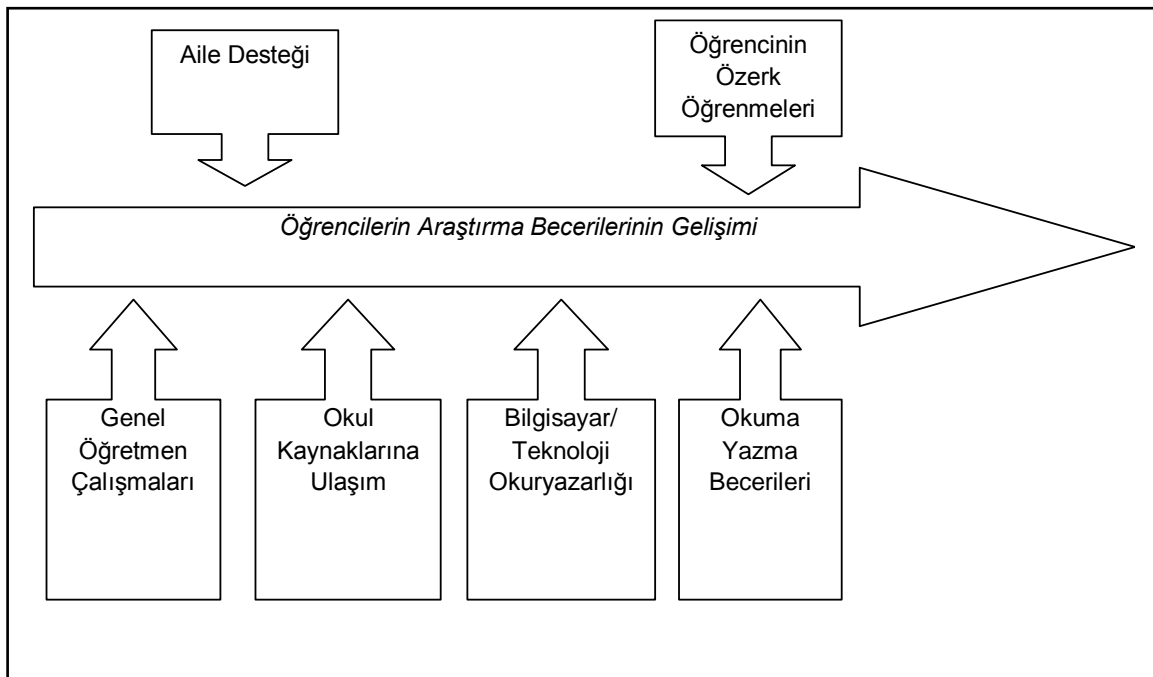 Aile Desteği
Öğrencinin
Özerk
Öğrenmeleri
Öğrencilerin Araştırma Becerilerinin Gelişimi
Genel
Öğretmen
Çalışmaları
Okul
Kaynaklarına
Ulaşım
Bilgisayar/
Teknoloji
Okuryazarlığı
Okuma
Yazma
Becerileri